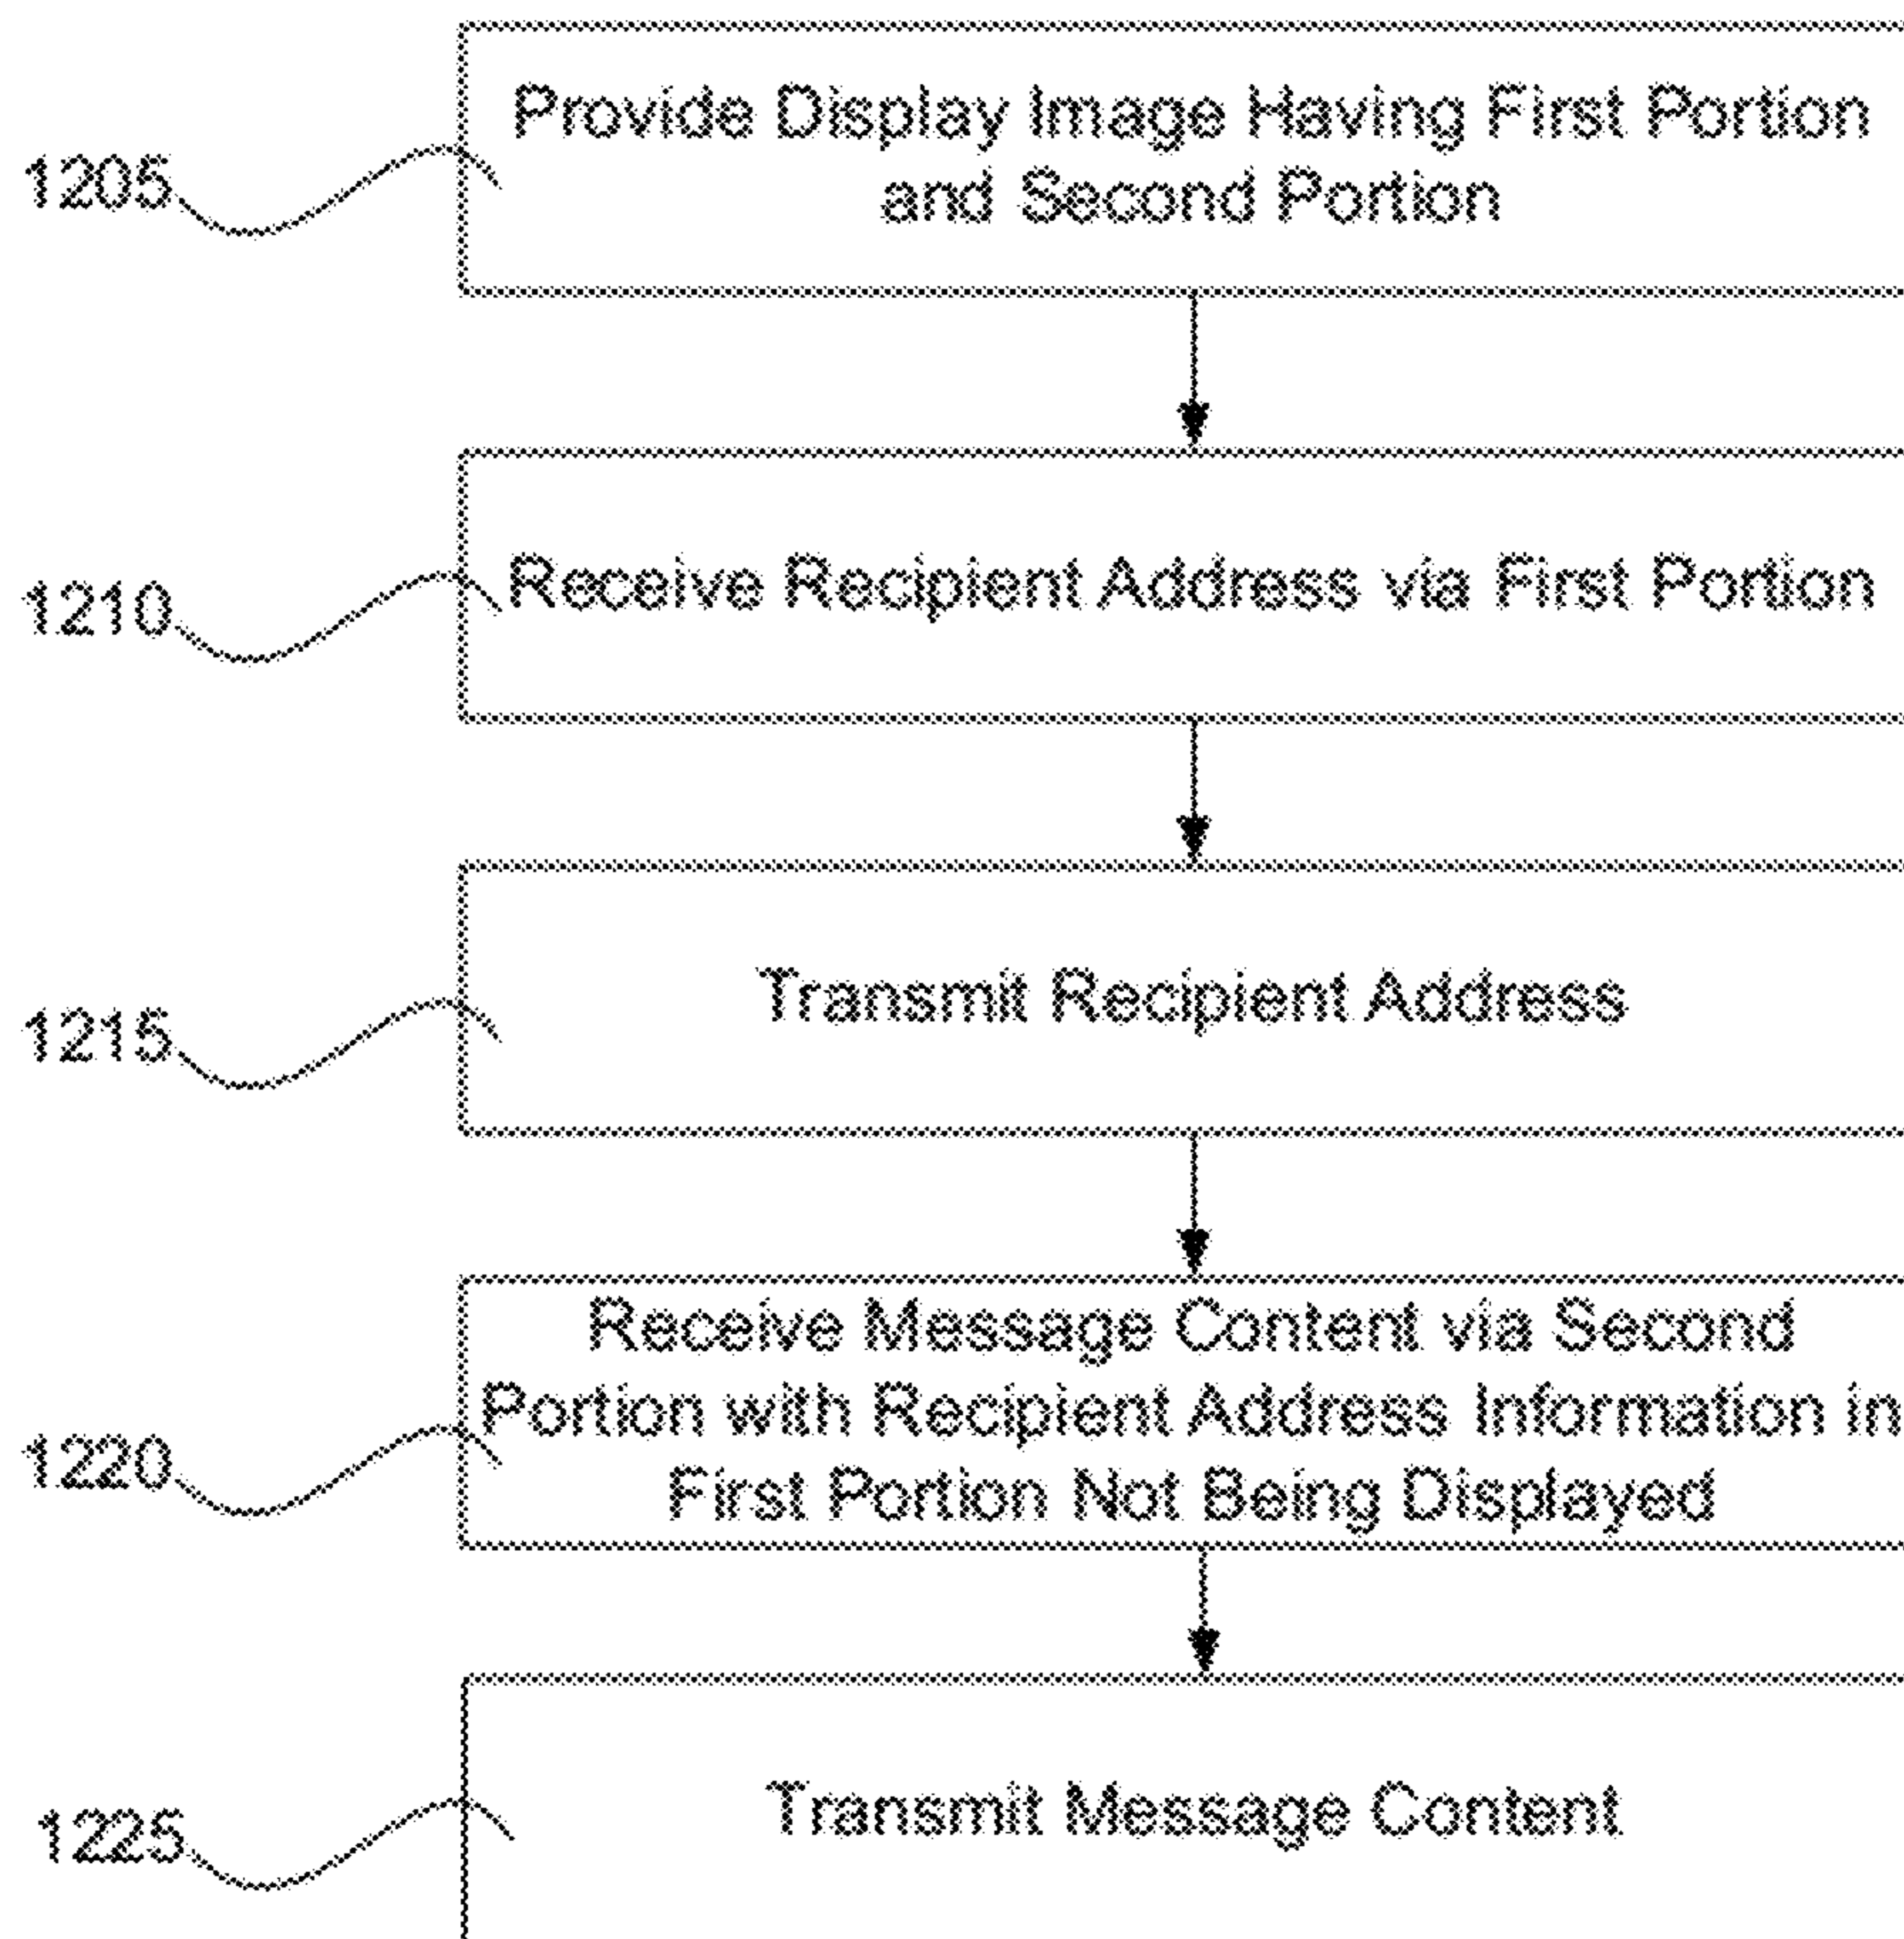 Provide Display Image Having First Portion
and Second Portion
1205
Receive Recipient Address via First Portion
1210
Transmit Recipient Address
1215
Receive Message Content via Second
Portion with Recipient Address Information in
First Portion Not Being Displayed
1220
Transmit Message Content
1225